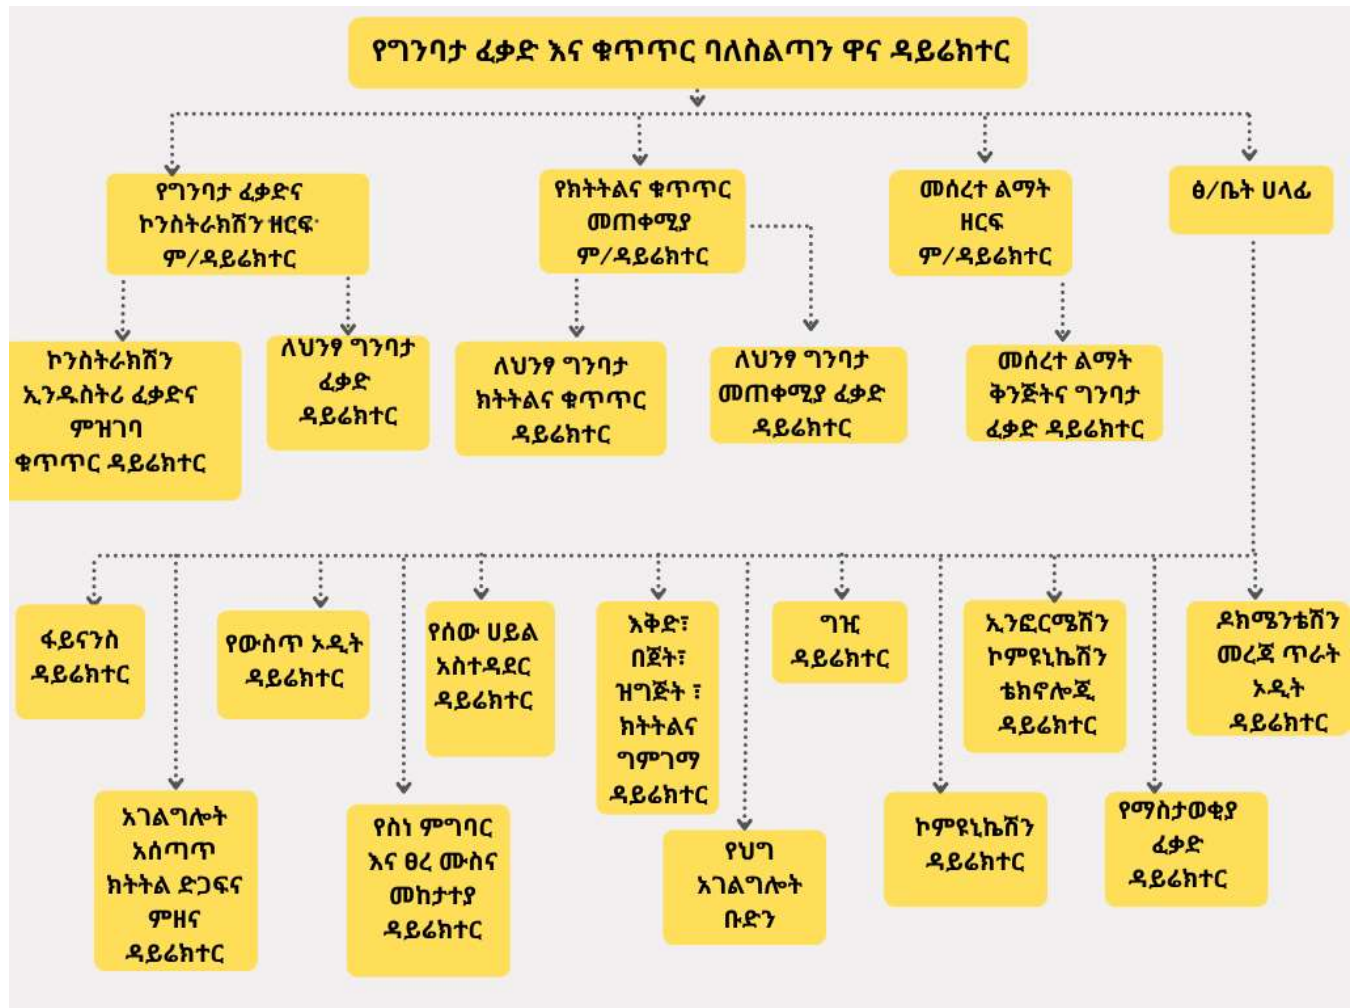 የግንባታ ፈቃድ እና ቁጥጥር ባለስልጣን ዋና ዳይሬክተር
የግንባታ ፈቃድና
ኮንስትራክሽን ዘርፍ
ም/ዳይሬክተር
የክትትልና ቁጥጥር
መጠቀሚያ
ም/ዳይሬክተር
መሰረተ ልማት
ዘርፍ
ም/ዳይሬክተር
ፅ/ቤት ሀላፊ
ኮንስትራክሽን
ኢንዱስትሪ ፈቃድና
ምዝገባ
ቁጥጥር ዳይሬክተር
ለህንፃ ግንባታ
ፈቃድ
ዳይሬክተር
ለህንፃ ግንባታ
ክትትልና ቁጥጥር
ዳይሬክተር
ለህንፃ ግንባታ
መጠቀሚያ ፈቃድ
ዳይሬክተር
መሰረተ ልማት
ቅንጅትና ግንባታ
ፈቃድ ዳይሬክተር
ፋይናንስ
ዳይሬክተር
የውስጥ ኦዲት
ዳይሬክተር
የሰው ሀይል
አስተዳደር
ዳይሬክተር
እቅድ፣
በጀት፣
ዝግጅት ፣
ክትትልና
ግምገማ
ዳይሬክተር
ግዢ
ዳይሬክተር
ኢንፎርሜሽን
ኮምዩኒኬሽን
ቴክኖሎጂ
ዳይሬክተር
ዶክሜንቴሽን
መረጃ ጥራት
ኦዲት
ዳይሬክተር
አገልግሎት
አሰጣጥ
ክትትል ድጋፍና
ምዘና
ዳይሬክተር
የስነ ምግባር
እና ፀረ ሙስና
መከታተያ
ዳይሬክተር
የህግ
አገልግሎት
ቡድን
ኮምዩኒኬሽን
ዳይሬክተር
የማስታወቂያ
ፈቃድ
ዳይሬክተር